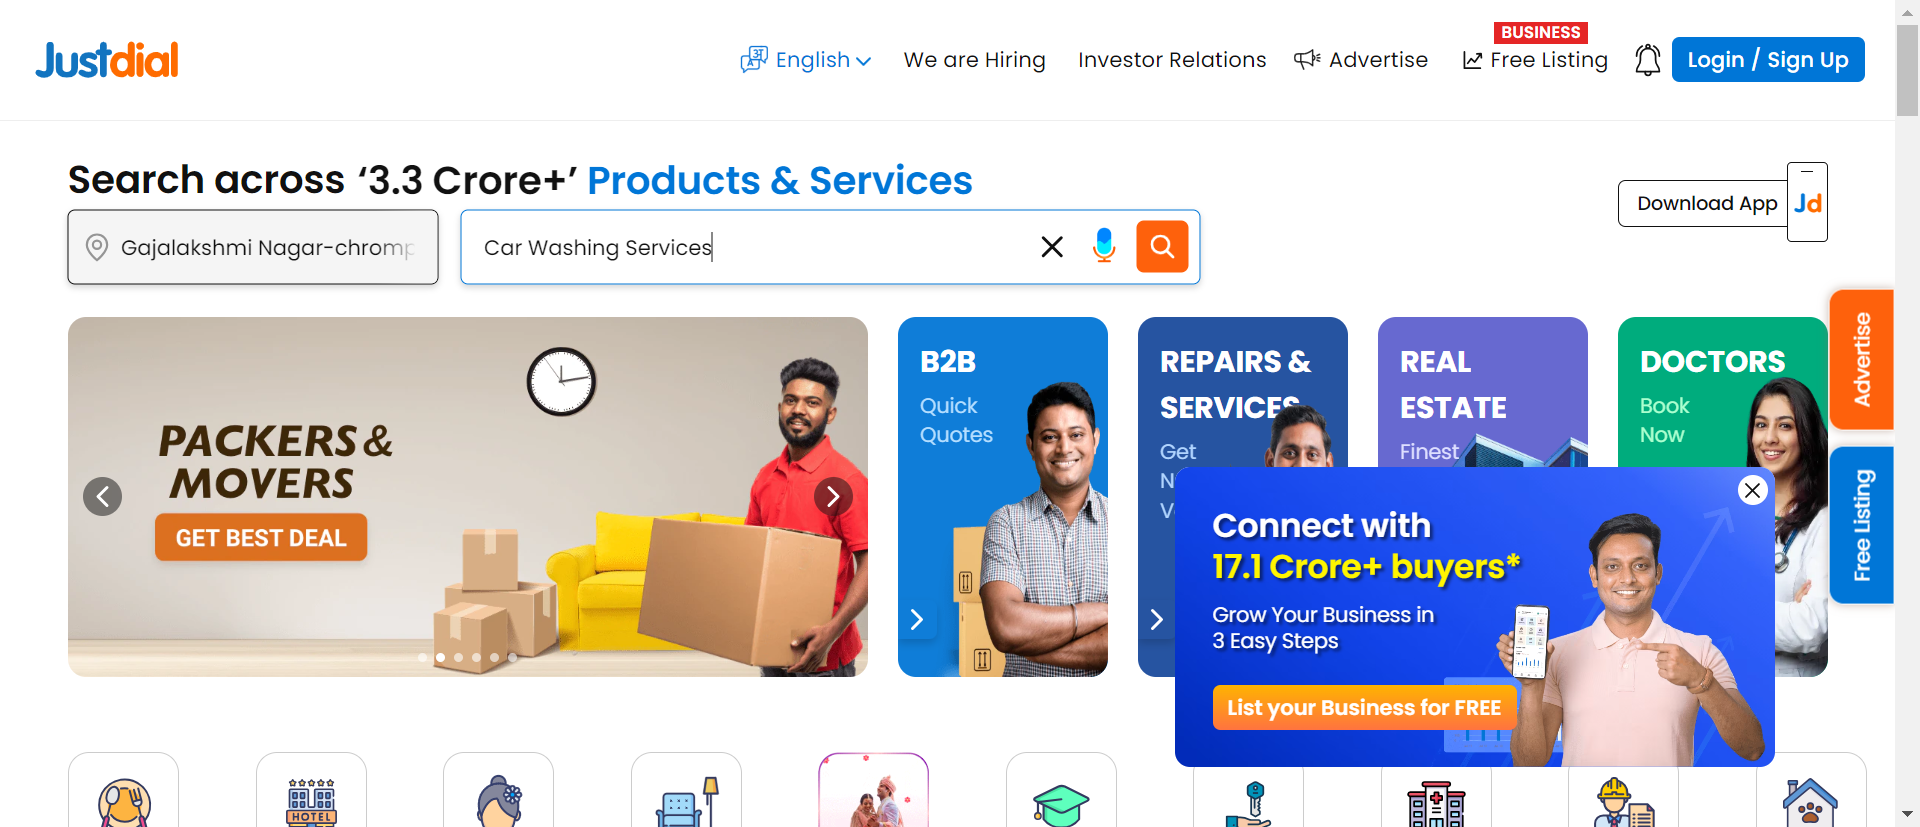 Justdial
English
We are Hiring
Investor Relations
Advertise
BUSINESS
Free Listing
Login / Sign Up
Search across ‘3.3 Crore+’ Products & Services
Download App
Jd
Gajalakshmi Nagar-chromp
Car Washing Services
PACKERS &
MOVERS
GET BEST DEAL
B2B
Quick
Quotes
REPAIRS &
SERVICES
Get
REAL
ESTATE
Finest
DOCTORS
Book
Now
Advertise
Free Listing
Connect with
17.1 Crore+ buyers*
Grow Your Business in
3 Easy Steps
List your Business for FREE
HOTEL